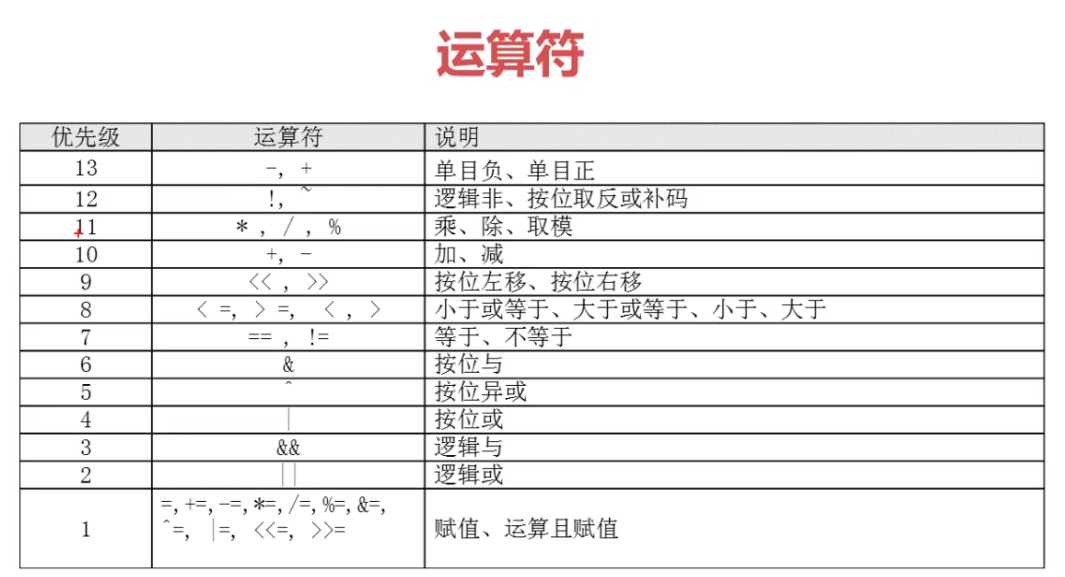 运算符
优先级 运算符 说明
13 -, + 单目负、单目正
12 !, ~ 逻辑非、按位取反或补码
11 * , / , % 乘、除、取模
10 +, - 加、减
9 << , >> 按位左移、按位右移
8 < =, > =, < , > 小于或等于、大于或等于、小于、大于
7 == , != 等于、不等于
6 & 按位与
5 ^ 按位异或
4 | 按位或
3 && 逻辑与
2 || 逻辑或
1 =,+=,-=,*=,/=,%=,&=, 赋值、运算且赋值
^=, |=, <<=, >>=